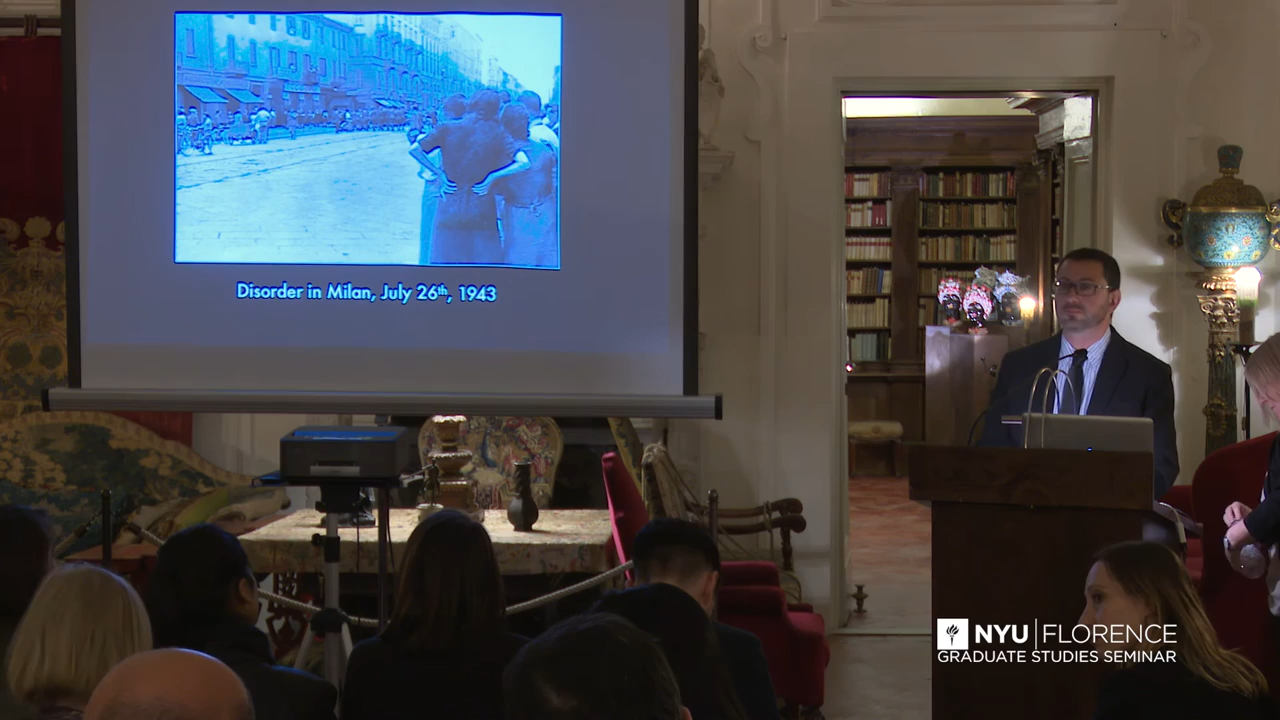 Disorder in Milan, July 26th, 1943
NYU FLORENCE
GRADUATE STUDIES SEMINAR